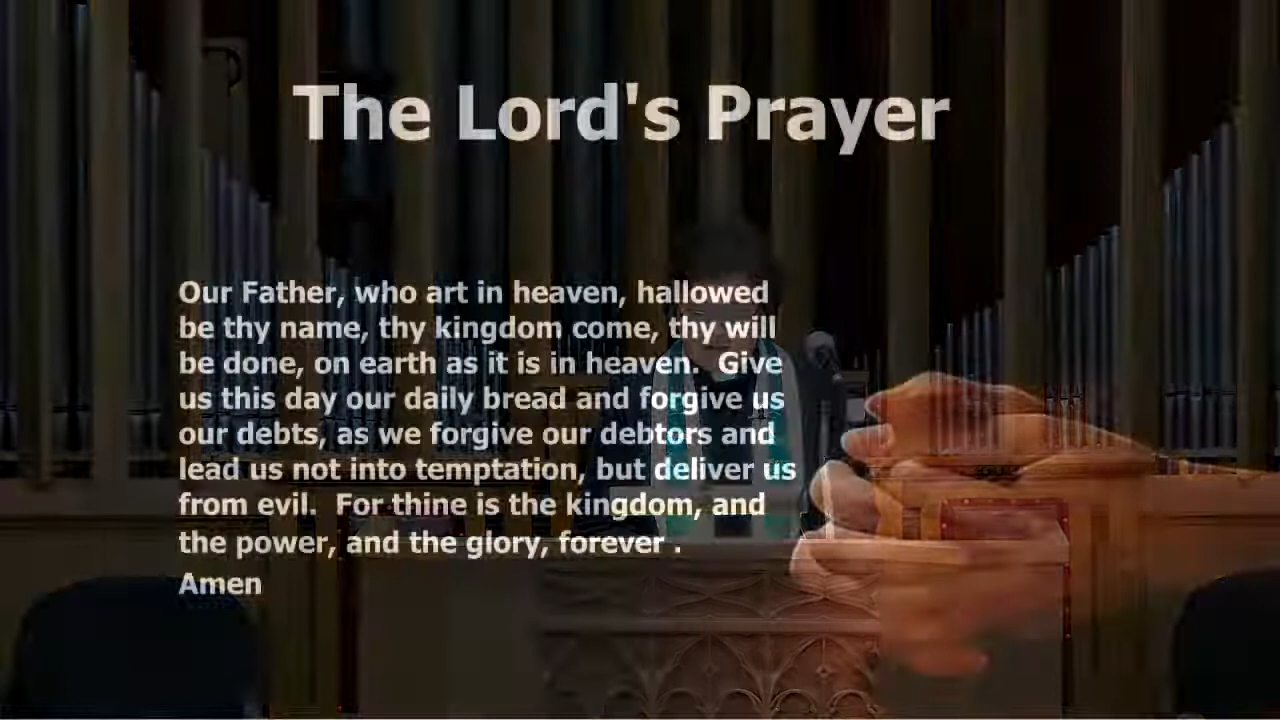 The Lord's Prayer
Our Father, who art in heaven, hallowed
be thy name, thy kingdom come, thy will
be done, on earth as it is in heaven.  Give
us this day our daily bread and forgive us
our debts, as we forgive our debtors and
lead us not into temptation, but deliver us
from evil.  For thine is the kingdom, and
the power, and the glory, forever .
Amen